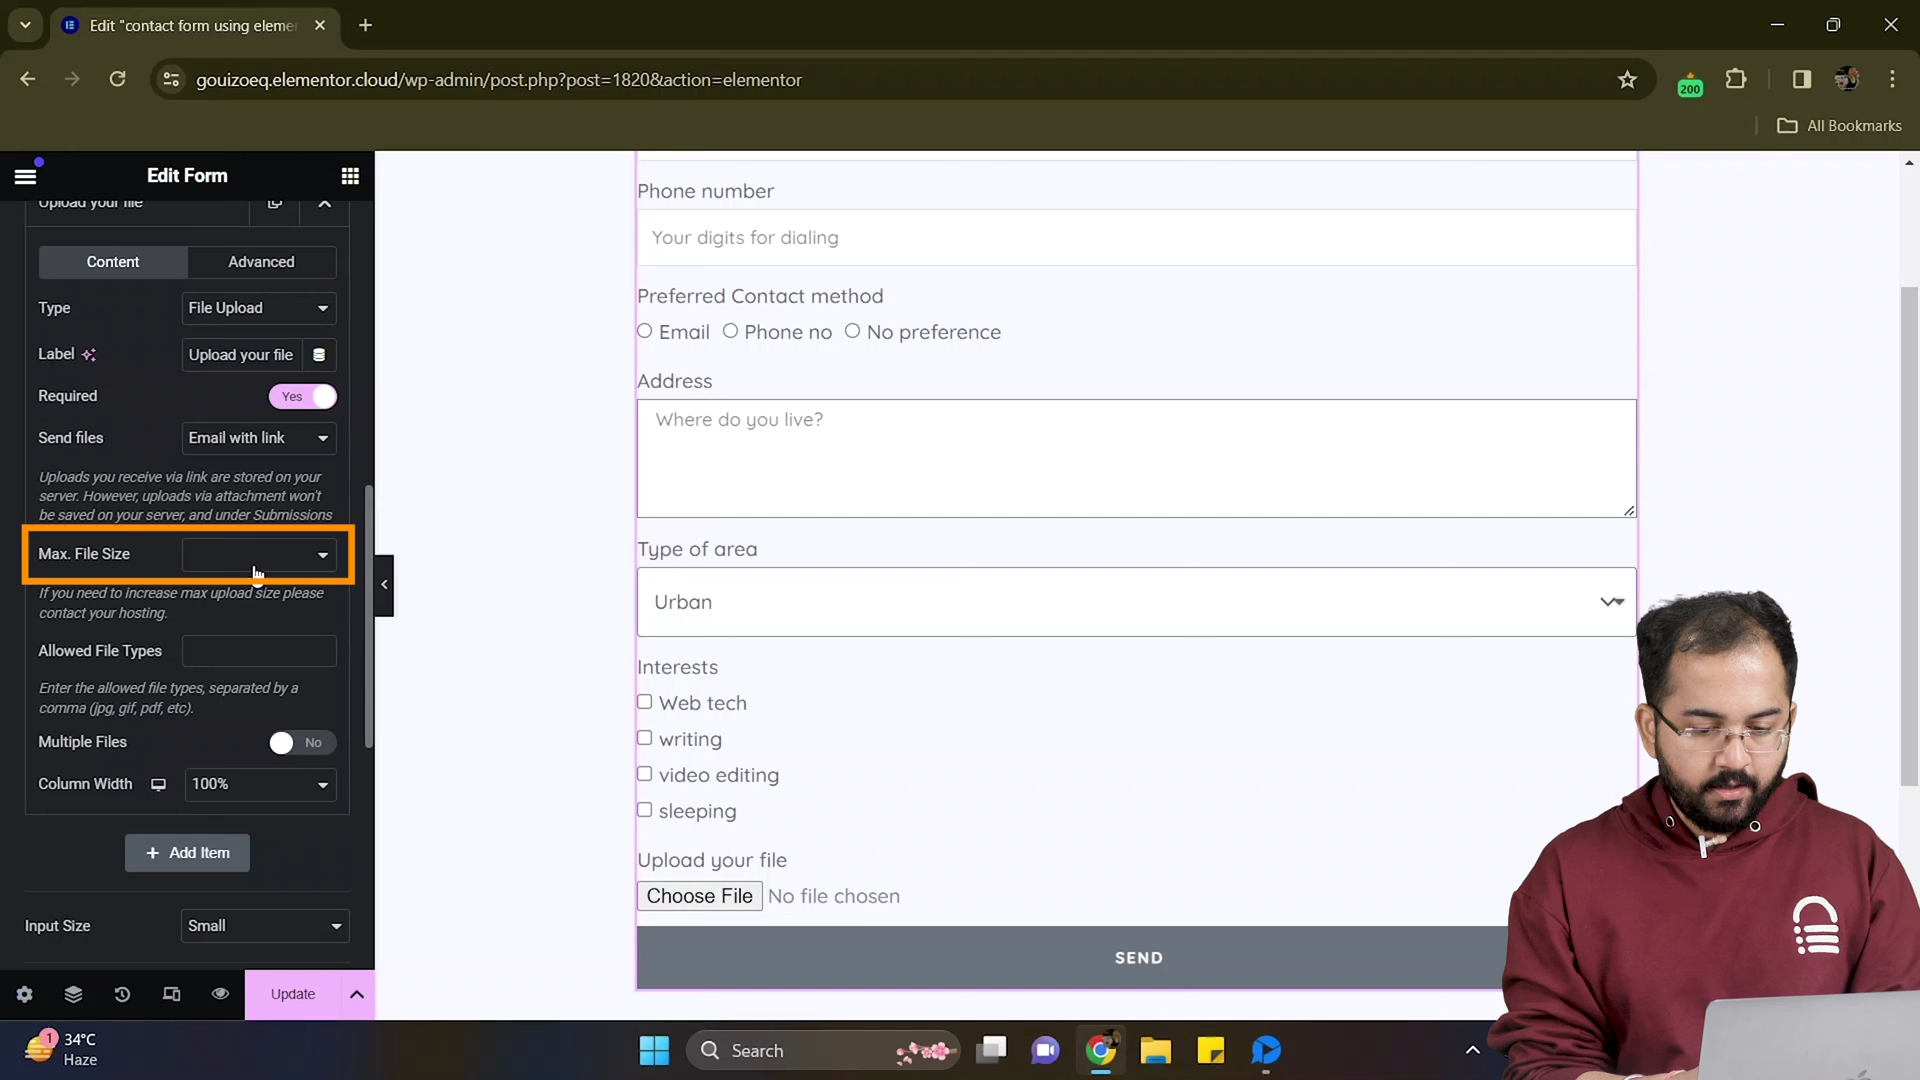 Edit "contact form using eleme
gouizoeq.elementor.cloud/wp-admin/post.php?post=1820&action=elementor
200
All Bookmarks
Edit Form
Upload your file
Content
Advanced
Type
File Upload
Label
Upload your file
Required
Yes
Send files
Email with link
Uploads you receive via link are stored on your
server. However, uploads via attachment won't
be saved on your server, and under Submissions
Max. File Size
If you need to increase max upload size please
contact your hosting.
Allowed File Types
Enter the allowed file types, separated by a
comma (jpg, gif, pdf, etc).
Multiple Files
No
Column Width
100%
+ Add Item
Input Size
Small
Update
Phone number
Your digits for dialing
Preferred Contact method
Email Phone no No preference
Address
Where do you live?
Type of area
Urban
Interests
Web tech
writing
video editing
sleeping
Upload your file
Choose File No file chosen
SEND
1
34°C
Haze
Search